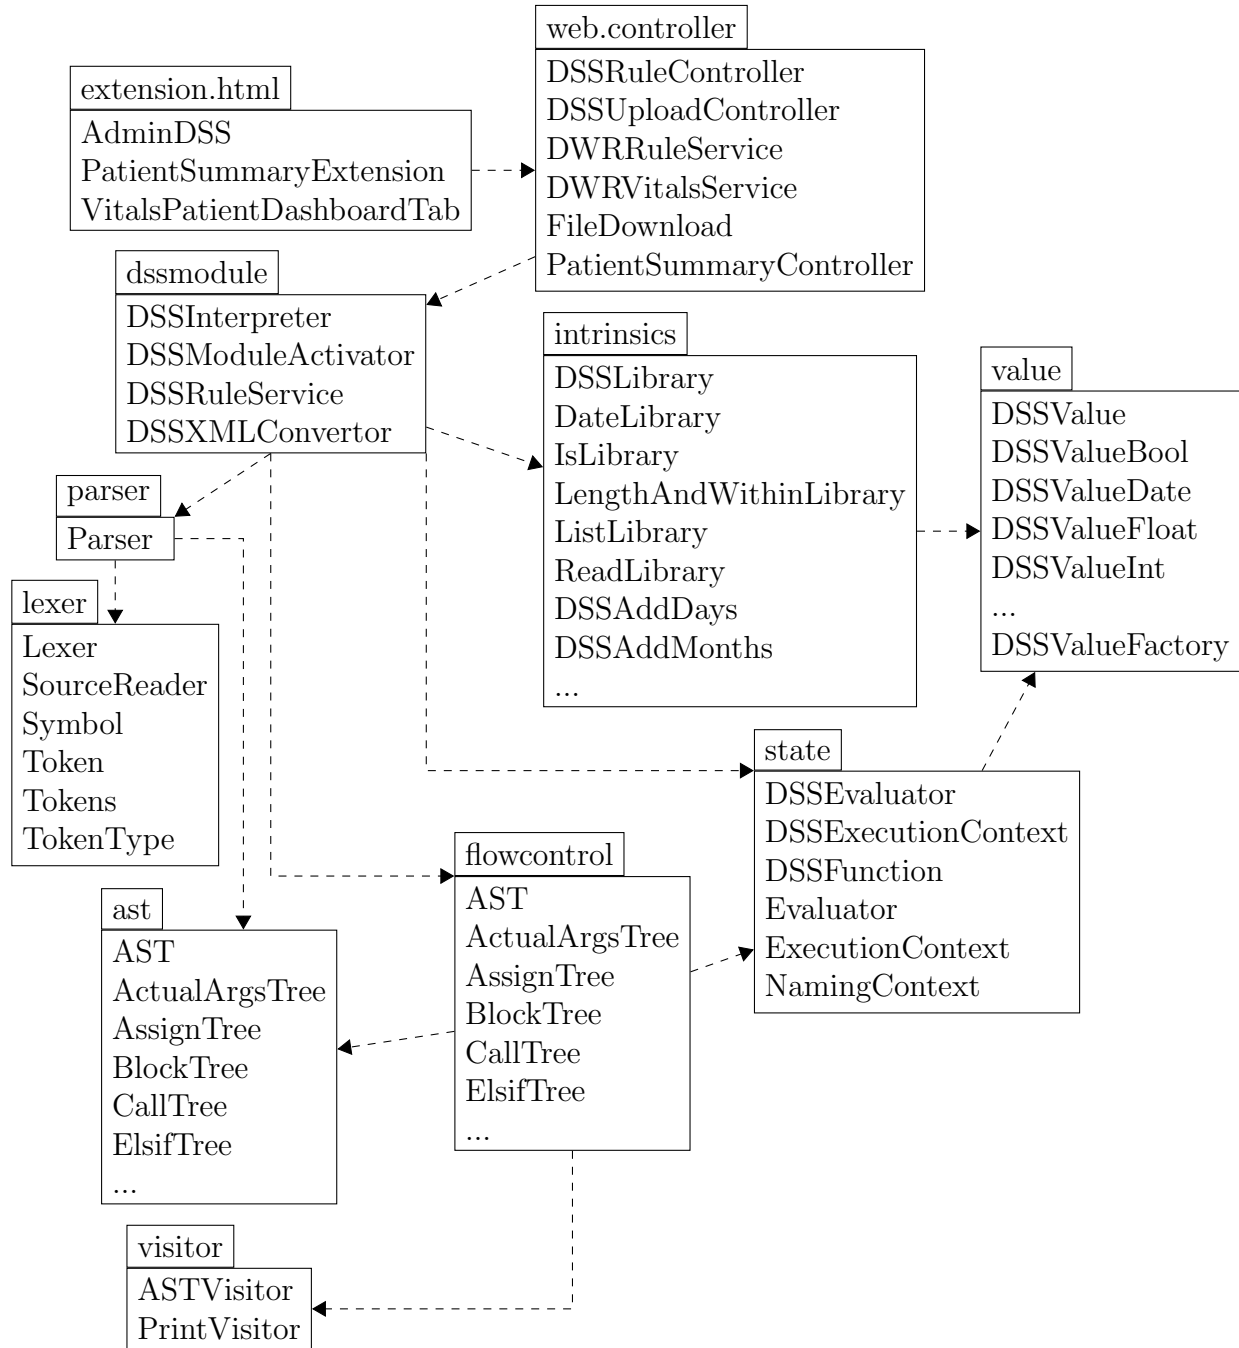 web.controller
DSSRuleController
DSSUploadController
DWRRuleService
DWRVitalsService
FileDownload
PatientSummaryController
extension.html
AdminDSS
PatientSummaryExtension
VitalsPatientDashboardTab
dssmodule
DSSInterpreter
DSSModuleActivator
DSSRuleService
DSSXMLConvertor
intrinsics
DSSLibrary
DateLibrary
IsLibrary
LengthAndWithinLibrary
ListLibrary
ReadLibrary
DSSAddDays
DSSAddMonths
...
value
DSSValue
DSSValueBool
DSSValueDate
DSSValueFloat
DSSValueInt
...
DSSValueFactory
parser
Parser
lexer
Lexer
SourceReader
Symbol
Token
Tokens
TokenType
state
DSSEvaluator
DSSExecutionContext
DSSFunction
Evaluator
ExecutionContext
NamingContext
flowcontrol
AST
ActualArgsTree
AssignTree
BlockTree
CallTree
ElsifTree
...
ast
AST
ActualArgsTree
AssignTree
BlockTree
CallTree
ElsifTree
...
visitor
ASTVisitor
PrintVisitor